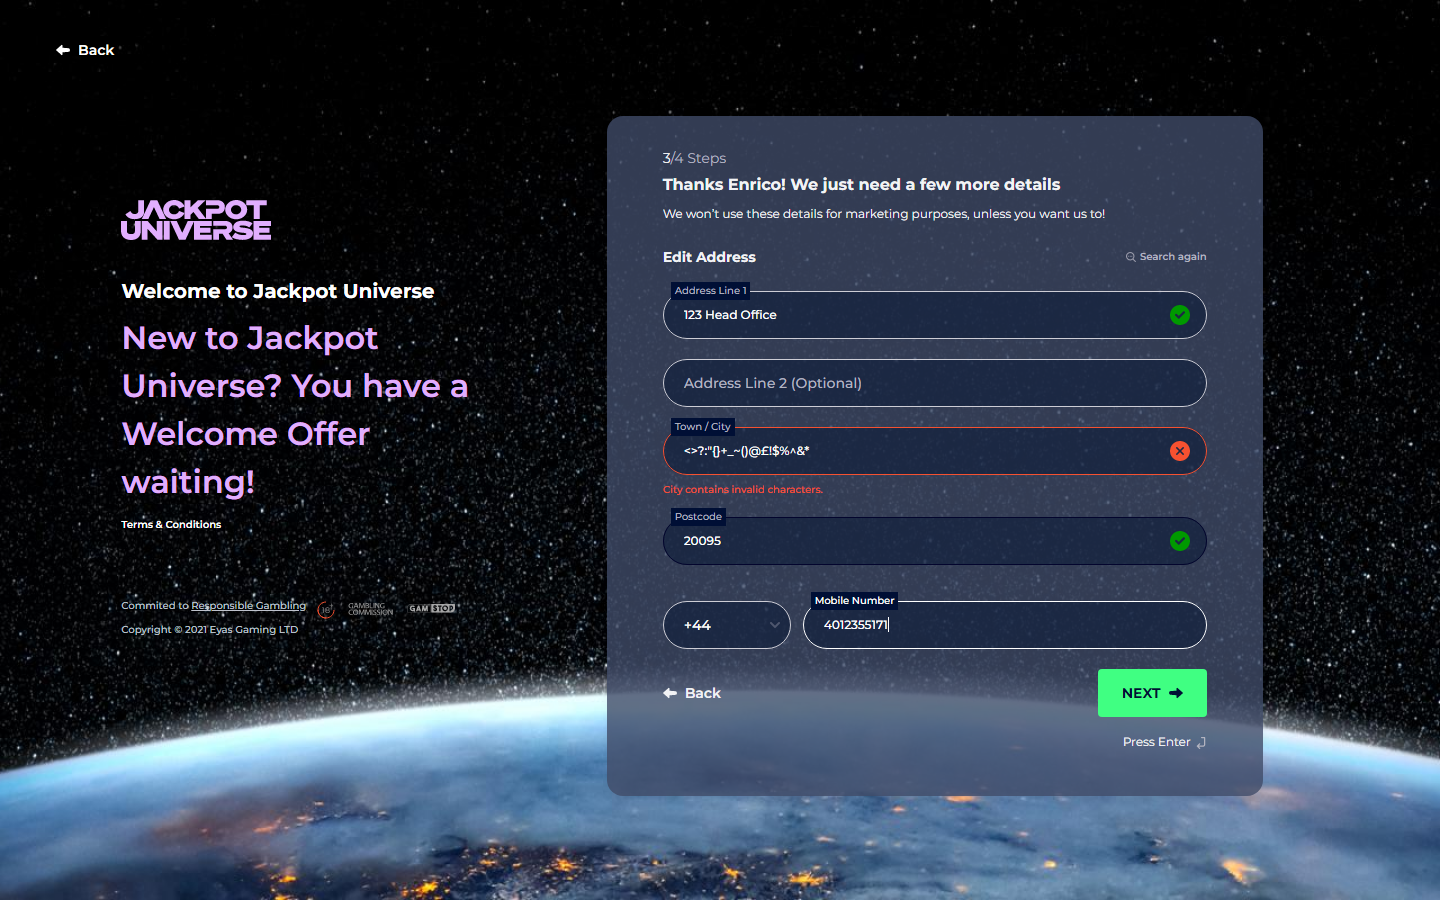 Back
JACKPOT
UNIVERSE
Welcome to Jackpot Universe
New to Jackpot
Universe? You have a
Welcome Offer
waiting!
Terms & Conditions
Commited to Responsible Gambling
18+
GAMBLING
COMMISSION
GAMSTOP
Copyright © 2021 Eyas Gaming LTD
3/4 Steps
Thanks Enrico! We just need a few more details
We won't use these details for marketing purposes, unless you want us to!
Edit Address
Search again
Address Line 1
123 Head Office
Address Line 2 (Optional)
Town / City
<>?:"{}+_~()@£!$%^&*
City contains invalid characters.
Postcode
20095
+44
Mobile Number
4012355171
Back
NEXT
Press Enter